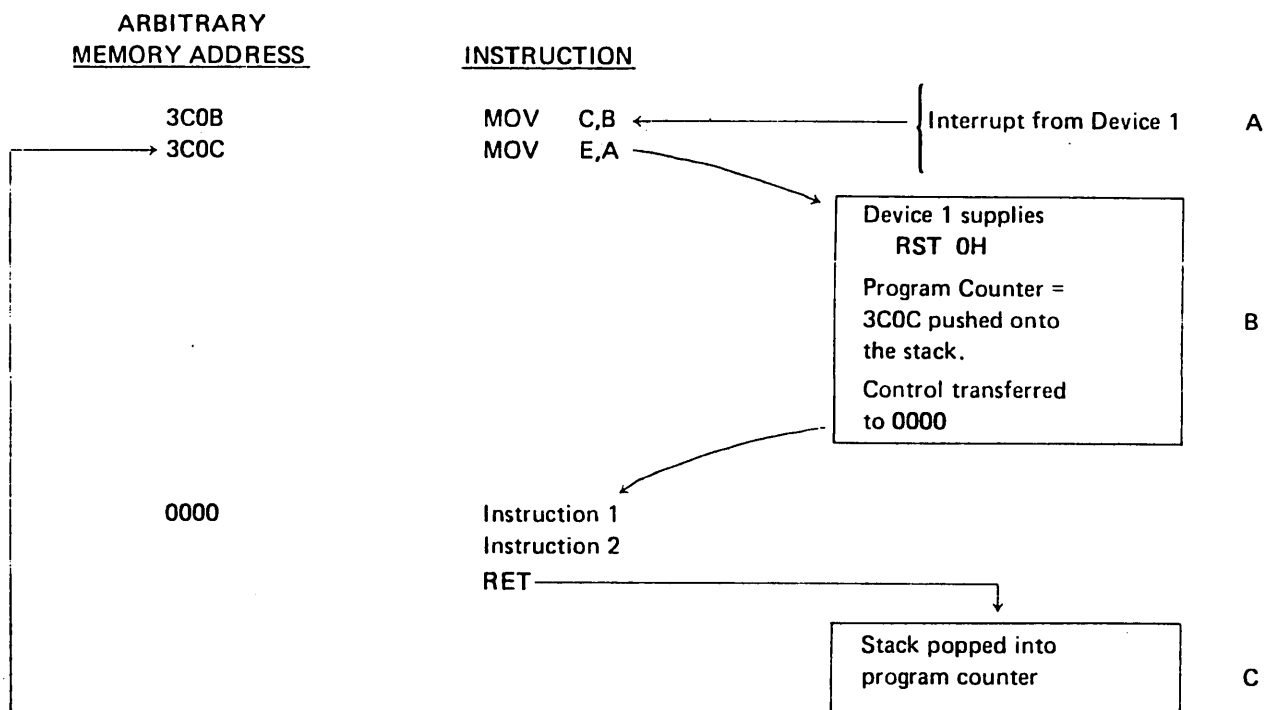 ARBITRARY
MEMORY ADDRESS INSTRUCTION
3C0B MOV C,B Interrupt from Device 1 A
3C0C MOV E,A
Device 1 supplies
RST 0H
Program Counter =
3C0C pushed onto
the stack.
B
Control transferred
to 0000
0000 Instruction 1
Instruction 2
RET
Stack popped into
program counter C